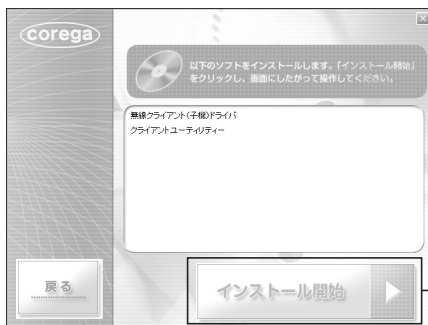 corega
以下のソフトをインストールします。「インストール開始」
をクリックし、画面にしたがって操作してください。
無線クライアント(子機)ドライバ
クライアントユーティリティー
戻る
インストール開始